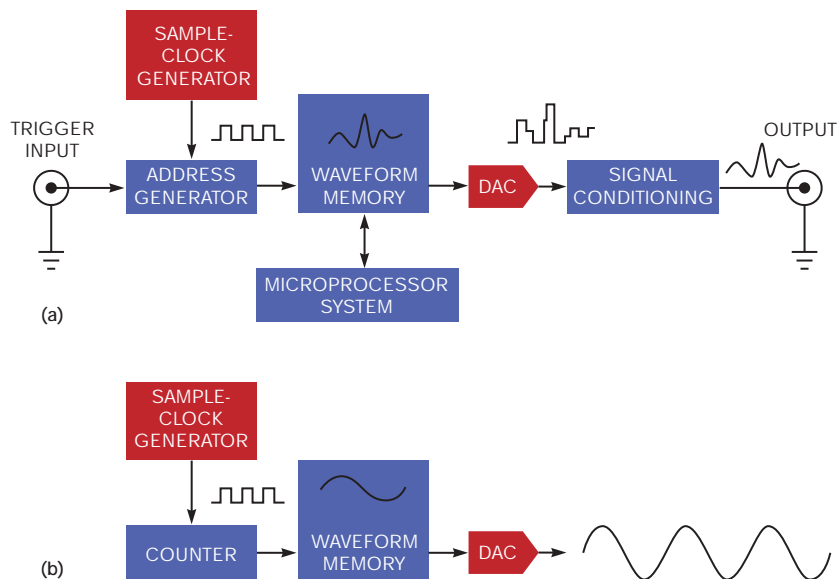 SAMPLE-
CLOCK
GENERATOR
TRIGGER
INPUT
ADDRESS
GENERATOR
WAVEFORM
MEMORY
DAC
SIGNAL
CONDITIONING
OUTPUT
MICROPROCESSOR
SYSTEM
(a)
SAMPLE-
CLOCK
GENERATOR
COUNTER
WAVEFORM
MEMORY
DAC
(b)